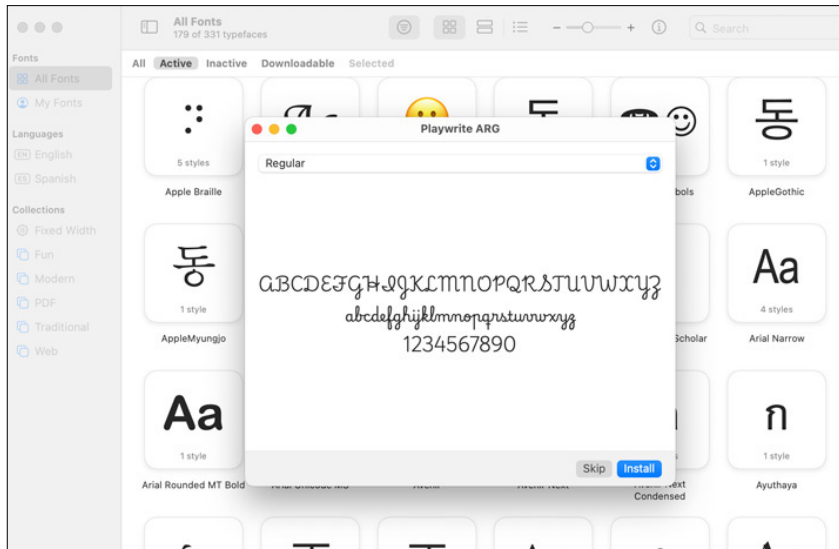 All Fonts
179 of 331 typefaces
Search
Fonts
All Fonts
My Fonts
Languages
EN English
ES Spanish
Collections
Fixed Width
Fun
Modern
PDF
Traditional
Web
All Active Inactive Downloadable Selected
5 styles
Apple Braille
동
1 style
AppleGothic
Playwrite ARG
Regular
ABCDEFGHIJKLMNOPQRSTUVWXYZ
abcdefghijklmnopqrstuvwxyz
1234567890
Skip Install
동
1 style
AppleMyungjo
Scholar
Aa
4 styles
Arial Narrow
Aa
1 style
Arial Rounded MT Bold
Condensed
ก
1 style
Ayuthaya